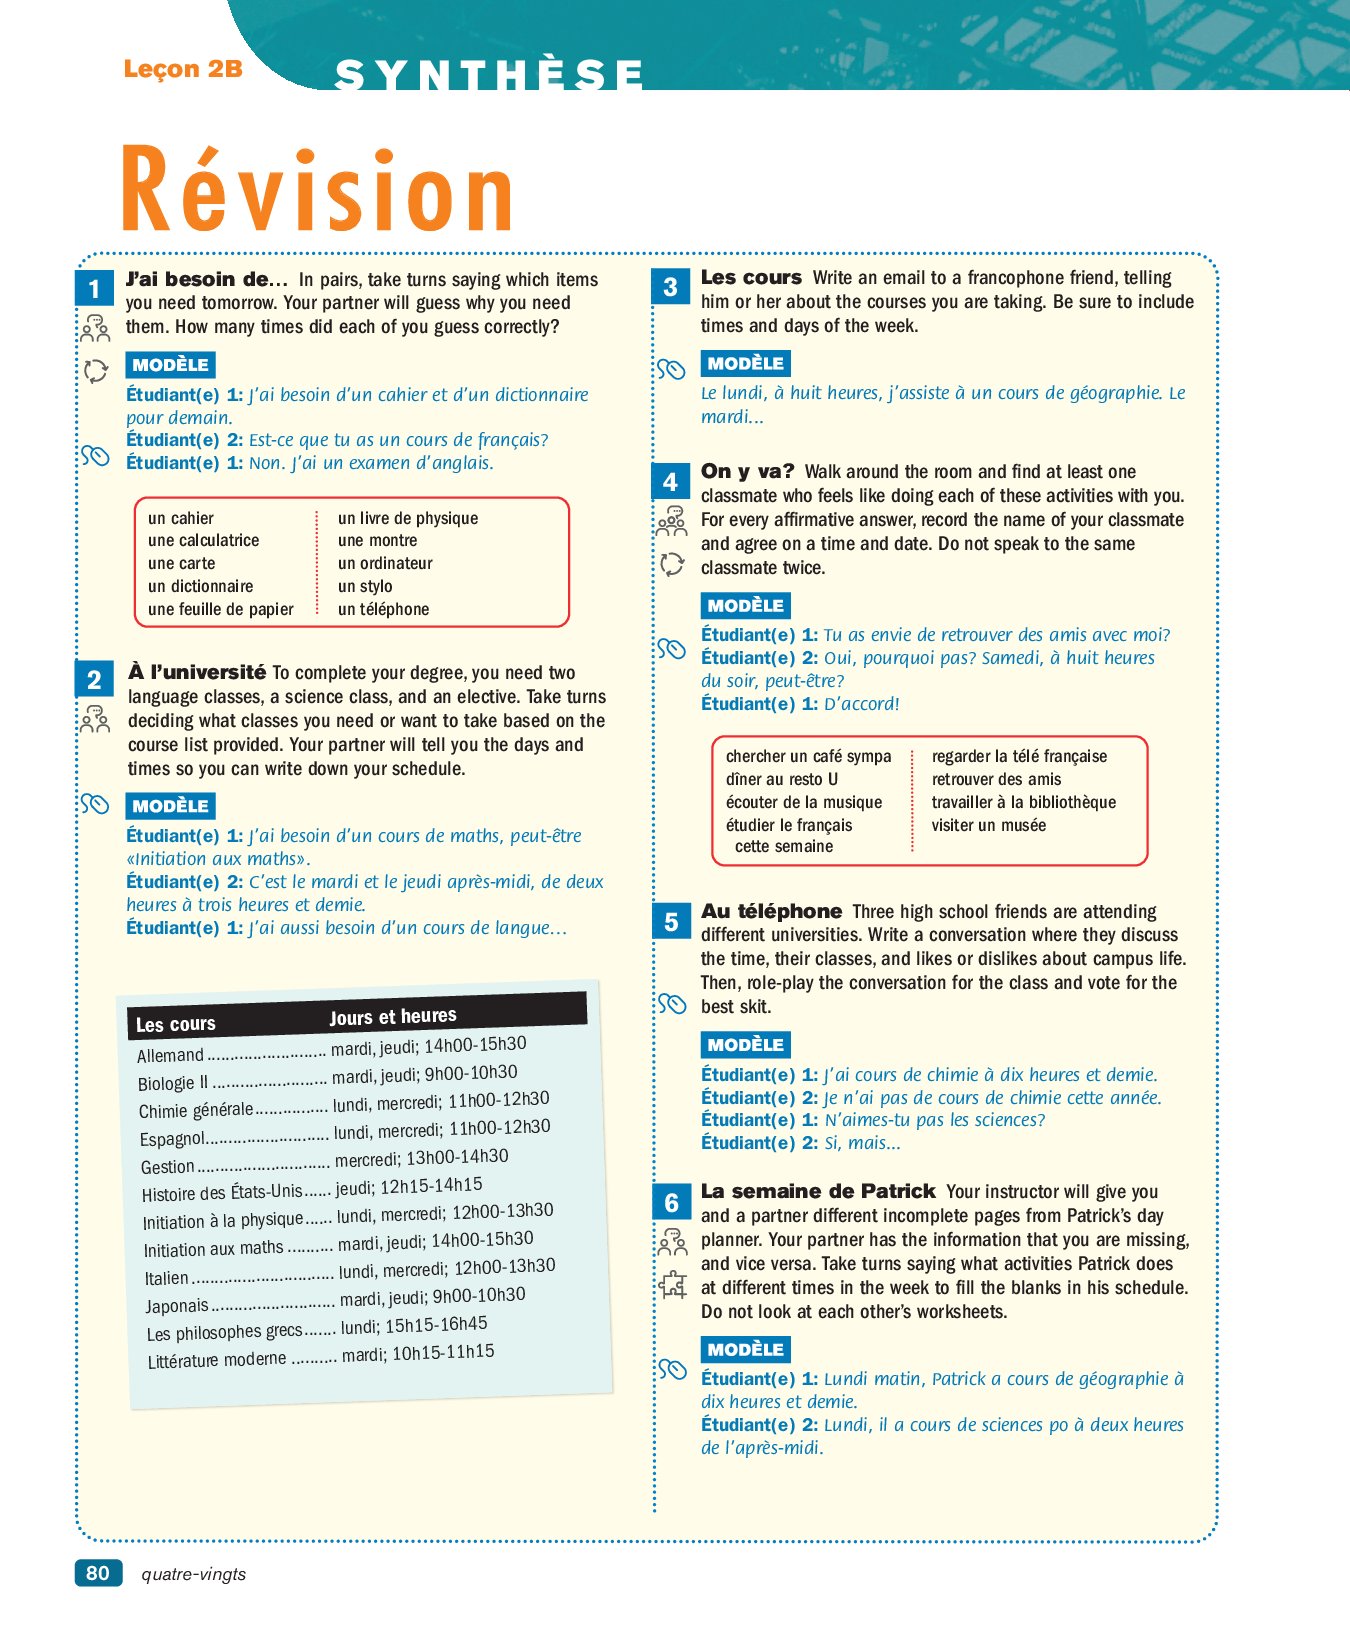 Leçon 2B
SYNTHÈSE
Révision
1
J'ai besoin de… In pairs, take turns saying which items
you need tomorrow. Your partner will guess why you need
them. How many times did each of you guess correctly?
MODÈLE
Étudiant(e) 1: J'ai besoin d'un cahier et d'un dictionnaire
pour demain.
Étudiant(e) 2: Est-ce que tu as un cours de français?
Étudiant(e) 1: Non. J'ai un examen d'anglais.
un cahier
une calculatrice
une carte
un dictionnaire
une feuille de papier
un livre de physique
une montre
un ordinateur
un stylo
un téléphone
2
À l'université To complete your degree, you need two
language classes, a science class, and an elective. Take turns
deciding what classes you need or want to take based on the
course list provided. Your partner will tell you the days and
times so you can write down your schedule.
MODÈLE
Étudiant(e) 1: J'ai besoin d'un cours de maths, peut-être
«Initiation aux maths».
Étudiant(e) 2: C'est le mardi et le jeudi après-midi, de deux
heures à trois heures et demie.
Étudiant(e) 1: J'ai aussi besoin d'un cours de langue…
Les cours Jours et heures
Allemand .......................... mardi, jeudi; 14h00-15h30
Biologie II ......................... mardi, jeudi; 9h00-10h30
Chimie générale................ lundi, mercredi; 11h00-12h30
Espagnol........................... lundi, mercredi; 11h00-12h30
Gestion ............................. mercredi; 13h00-14h30
Histoire des États-Unis...... jeudi; 12h15-14h15
Initiation à la physique...... lundi, mercredi; 12h00-13h30
Initiation aux maths .......... mardi, jeudi; 14h00-15h30
Italien ............................... lundi, mercredi; 12h00-13h30
Japonais ........................... mardi, jeudi; 9h00-10h30
Les philosophes grecs....... lundi; 15h15-16h45
Littérature moderne .......... mardi; 10h15-11h15
3
Les cours Write an email to a francophone friend, telling
him or her about the courses you are taking. Be sure to include
times and days of the week.
MODÈLE
Le lundi, à huit heures, j'assiste à un cours de géographie. Le
mardi...
4
On y va? Walk around the room and find at least one
classmate who feels like doing each of these activities with you.
For every affirmative answer, record the name of your classmate
and agree on a time and date. Do not speak to the same
classmate twice.
MODÈLE
Étudiant(e) 1: Tu as envie de retrouver des amis avec moi?
Étudiant(e) 2: Oui, pourquoi pas? Samedi, à huit heures
du soir, peut-être?
Étudiant(e) 1: D'accord!
chercher un café sympa
dîner au resto U
écouter de la musique
étudier le français
cette semaine
regarder la télé française
retrouver des amis
travailler à la bibliothèque
visiter un musée
5
Au téléphone Three high school friends are attending
different universities. Write a conversation where they discuss
the time, their classes, and likes or dislikes about campus life.
Then, role-play the conversation for the class and vote for the
best skit.
MODÈLE
Étudiant(e) 1: J'ai cours de chimie à dix heures et demie.
Étudiant(e) 2: Je n'ai pas de cours de chimie cette année.
Étudiant(e) 1: N'aimes-tu pas les sciences?
Étudiant(e) 2: Si, mais...
6
La semaine de Patrick Your instructor will give you
and a partner different incomplete pages from Patrick's day
planner. Your partner has the information that you are missing,
and vice versa. Take turns saying what activities Patrick does
at different times in the week to fill the blanks in his schedule.
Do not look at each other's worksheets.
MODÈLE
Étudiant(e) 1: Lundi matin, Patrick a cours de géographie à
dix heures et demie.
Étudiant(e) 2: Lundi, il a cours de sciences po à deux heures
de l'après-midi.
80 quatre-vingts